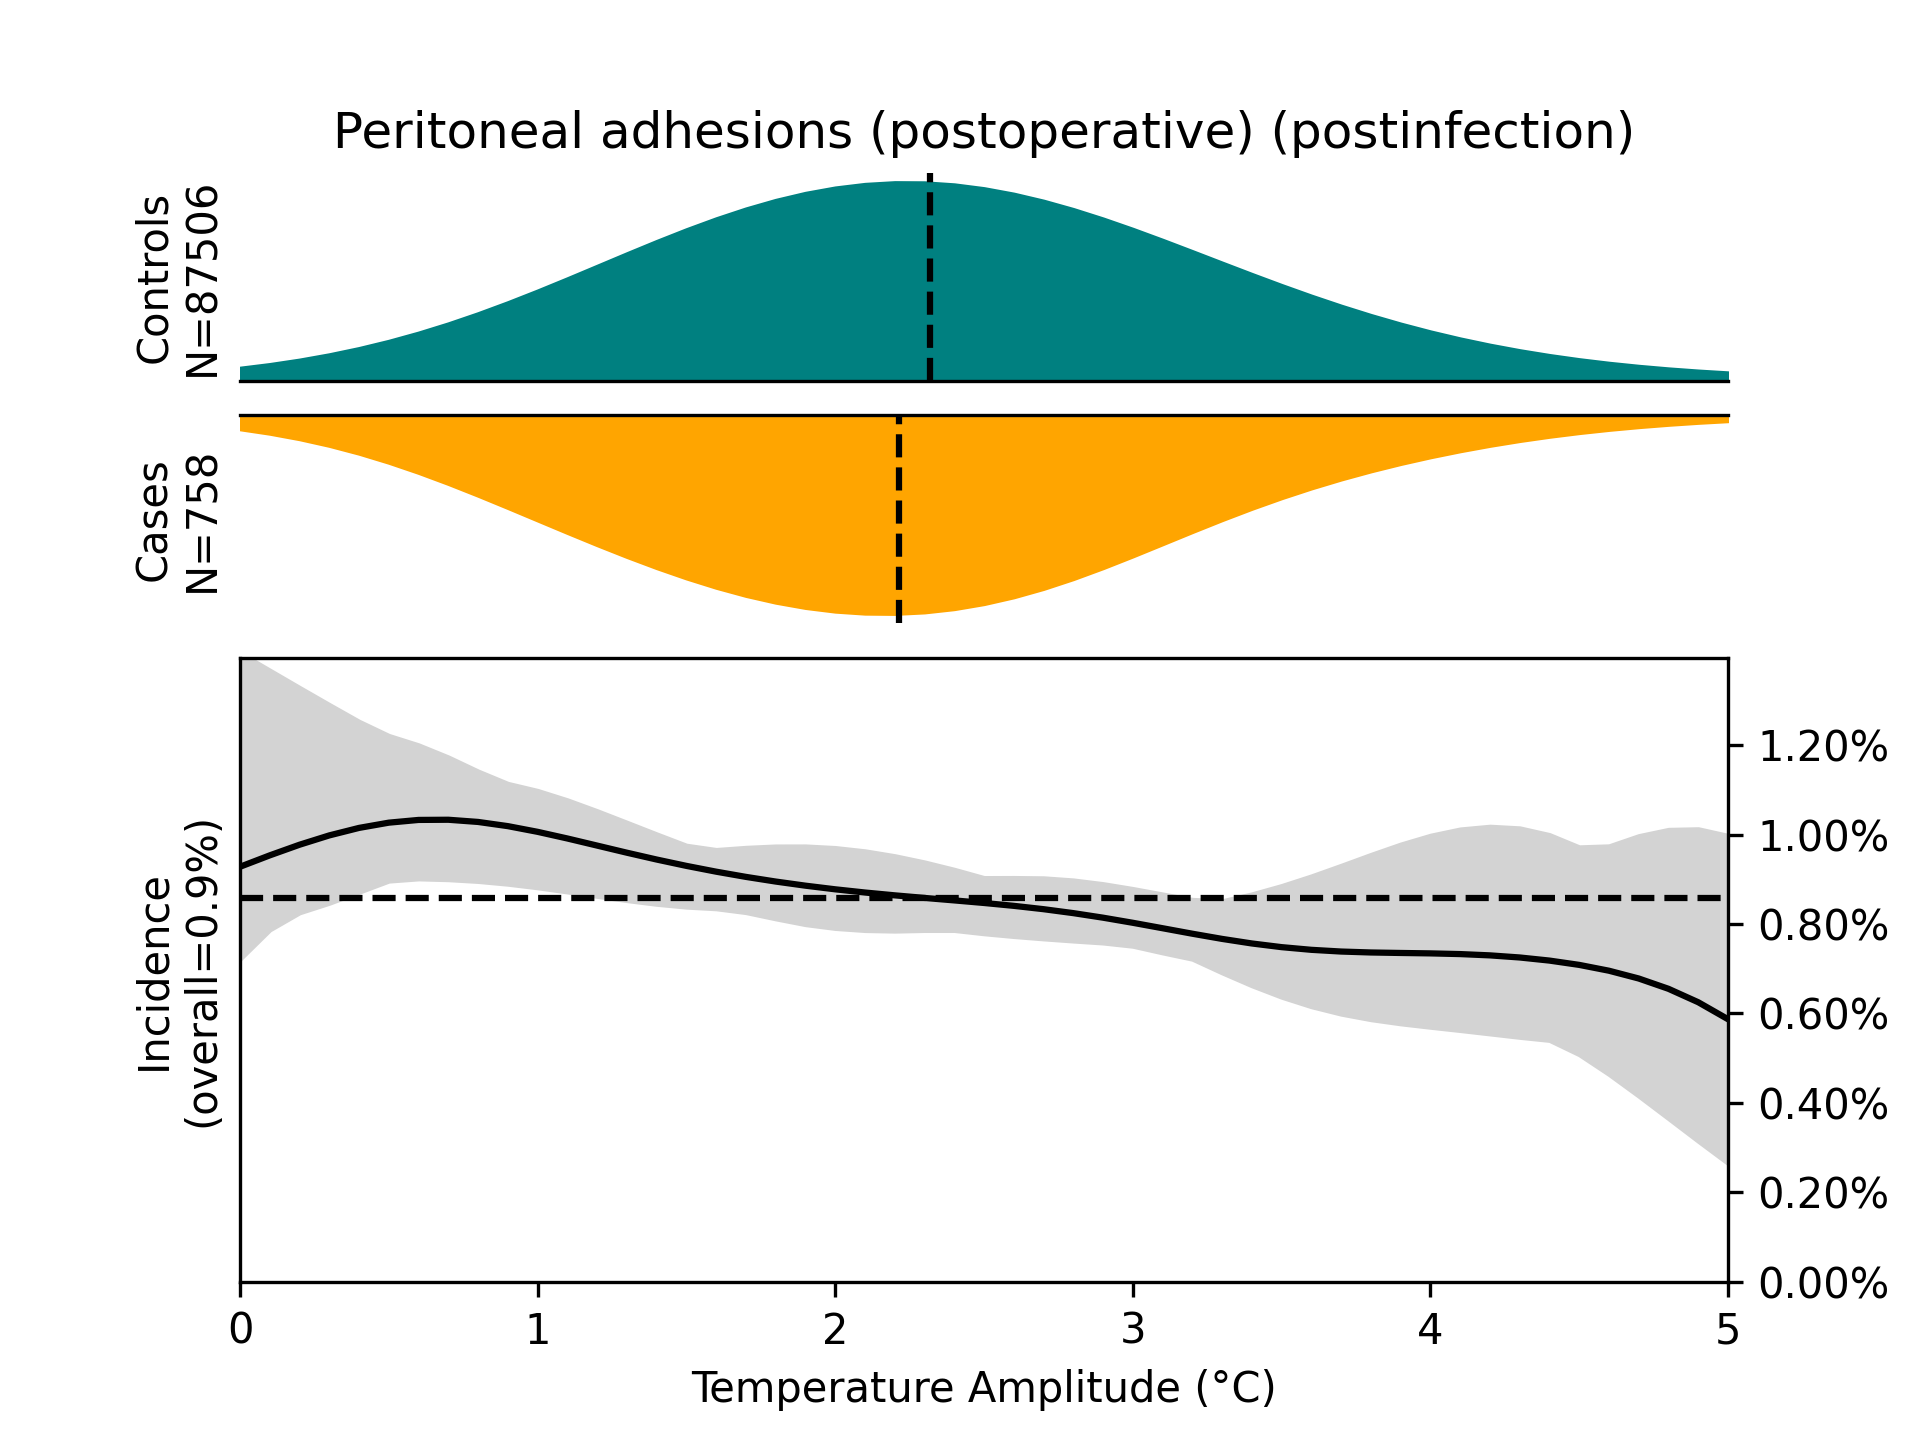 Peritoneal adhesions (postoperative) (postinfection)
Controls
N=87506
Cases
N=758
Incidence
(overall=0.9%)
1.20%
1.00%
0.80%
0.60%
0.40%
0.20%
0.00%
0 1 2 3 4 5
Temperature Amplitude (°C)